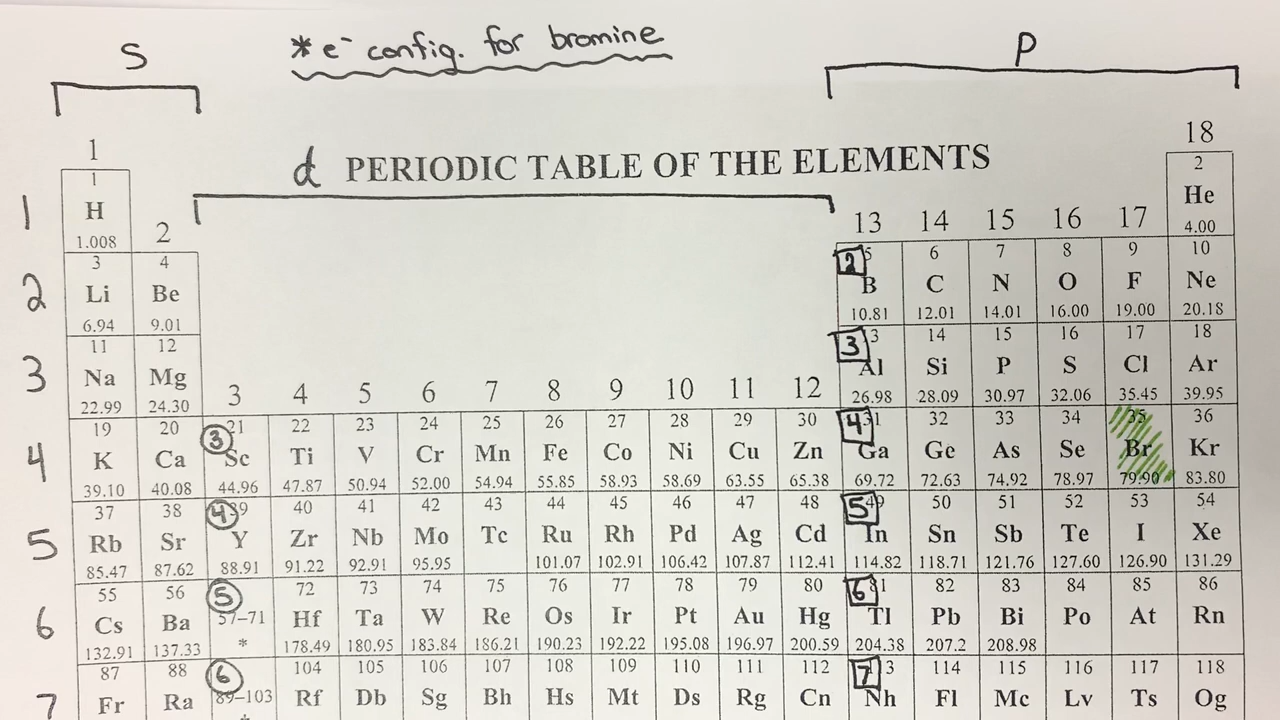 * e⁻ config. for bromine
S
P
d PERIODIC TABLE OF THE ELEMENTS
1 18
1 2
1 H He
1.008 2 13 14 15 16 17 4.00
3 4 2 5 6 7 8 9 10
2 Li Be B C N O F Ne
6.94 9.01 10.81 12.01 14.01 16.00 19.00 20.18
11 12 3 13 14 15 16 17 18
3 Na Mg Al Si P S Cl Ar
22.99 24.30 3 4 5 6 7 8 9 10 11 12 26.98 28.09 30.97 32.06 35.45 39.95
19 20 3 21 22 23 24 25 26 27 28 29 30 4 31 32 33 34 35 36
4 K Ca Sc Ti V Cr Mn Fe Co Ni Cu Zn Ga Ge As Se Br Kr
39.10 40.08 44.96 47.87 50.94 52.00 54.94 55.85 58.93 58.69 63.55 65.38 69.72 72.63 74.92 78.97 79.90 83.80
37 38 4 39 40 41 42 43 44 45 46 47 48 5 49 50 51 52 53 54
5 Rb Sr Y Zr Nb Mo Tc Ru Rh Pd Ag Cd In Sn Sb Te I Xe
85.47 87.62 88.91 91.22 92.91 95.95 101.07 102.91 106.42 107.87 112.41 114.82 118.71 121.76 127.60 126.90 131.29
55 56 5 72 73 74 75 76 77 78 79 80 6 81 82 83 84 85 86
6 Cs Ba 57–71 Hf Ta W Re Os Ir Pt Au Hg Tl Pb Bi Po At Rn
132.91 137.33 * 178.49 180.95 183.84 186.21 190.23 192.22 195.08 196.97 200.59 204.38 207.2 208.98
87 88 6 104 105 106 107 108 109 110 111 112 7 113 114 115 116 117 118
7 Fr Ra 89–103 Rf Db Sg Bh Hs Mt Ds Rg Cn Nh Fl Mc Lv Ts Og